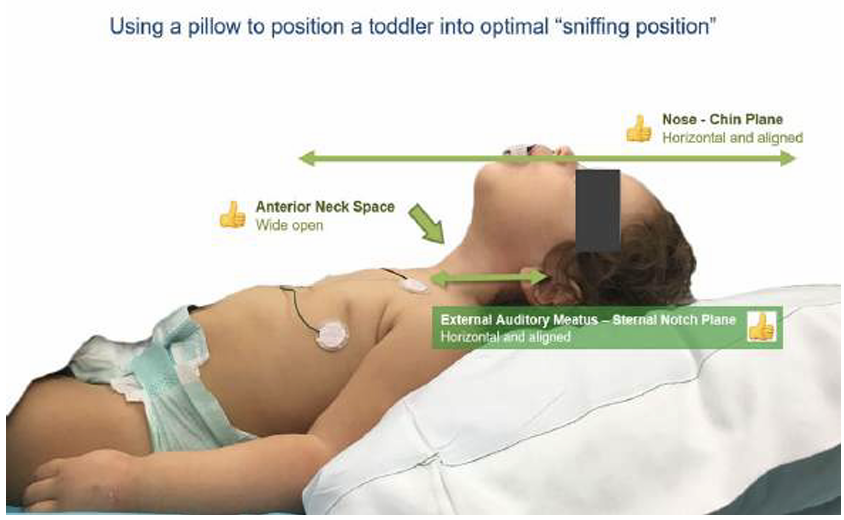 Using a pillow to position a toddler into optimal “sniffing position”
Nose - Chin Plane
Horizontal and aligned
Anterior Neck Space
Wide open
External Auditory Meatus – Sternal Notch Plane
Horizontal and aligned